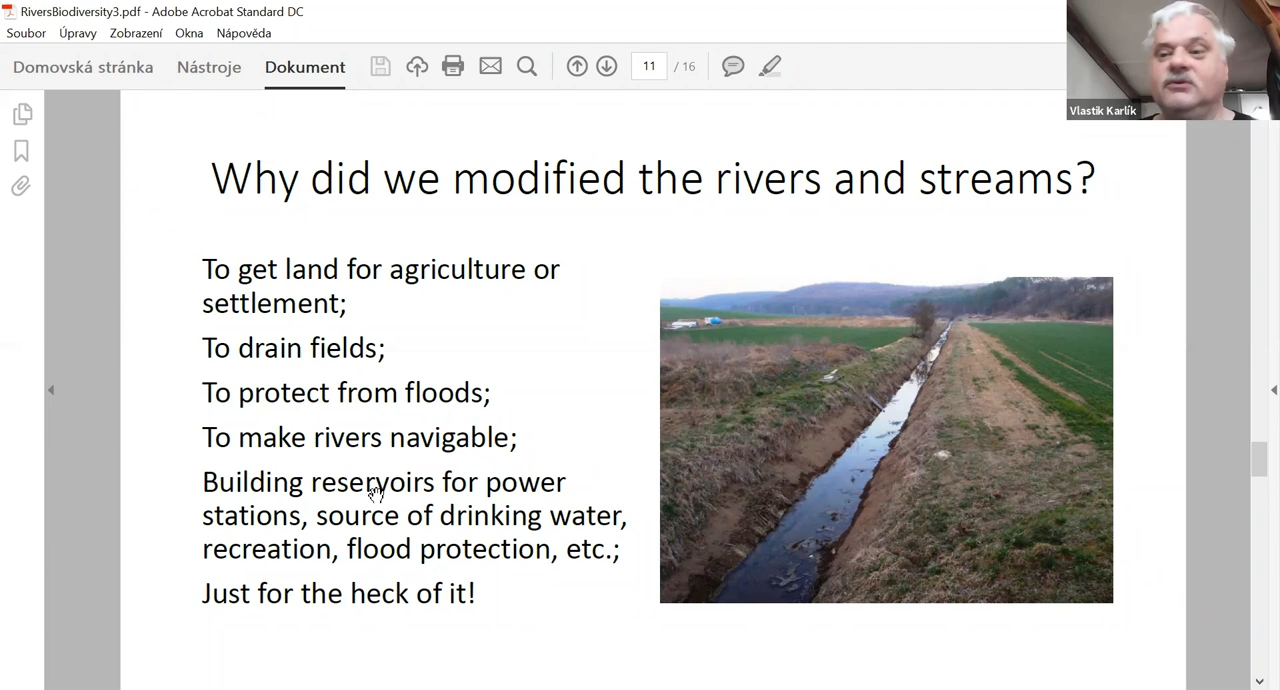 RiversBiodiversity3.pdf - Adobe Acrobat Standard DC
Soubor Úpravy Zobrazení Okna Nápověda
Domovská stránka Nástroje Dokument 11 / 16
Vlastik Karlík
Why did we modified the rivers and streams?
To get land for agriculture or
settlement;
To drain fields;
To protect from floods;
To make rivers navigable;
Building reservoirs for power
stations, source of drinking water,
recreation, flood protection, etc.;
Just for the heck of it!